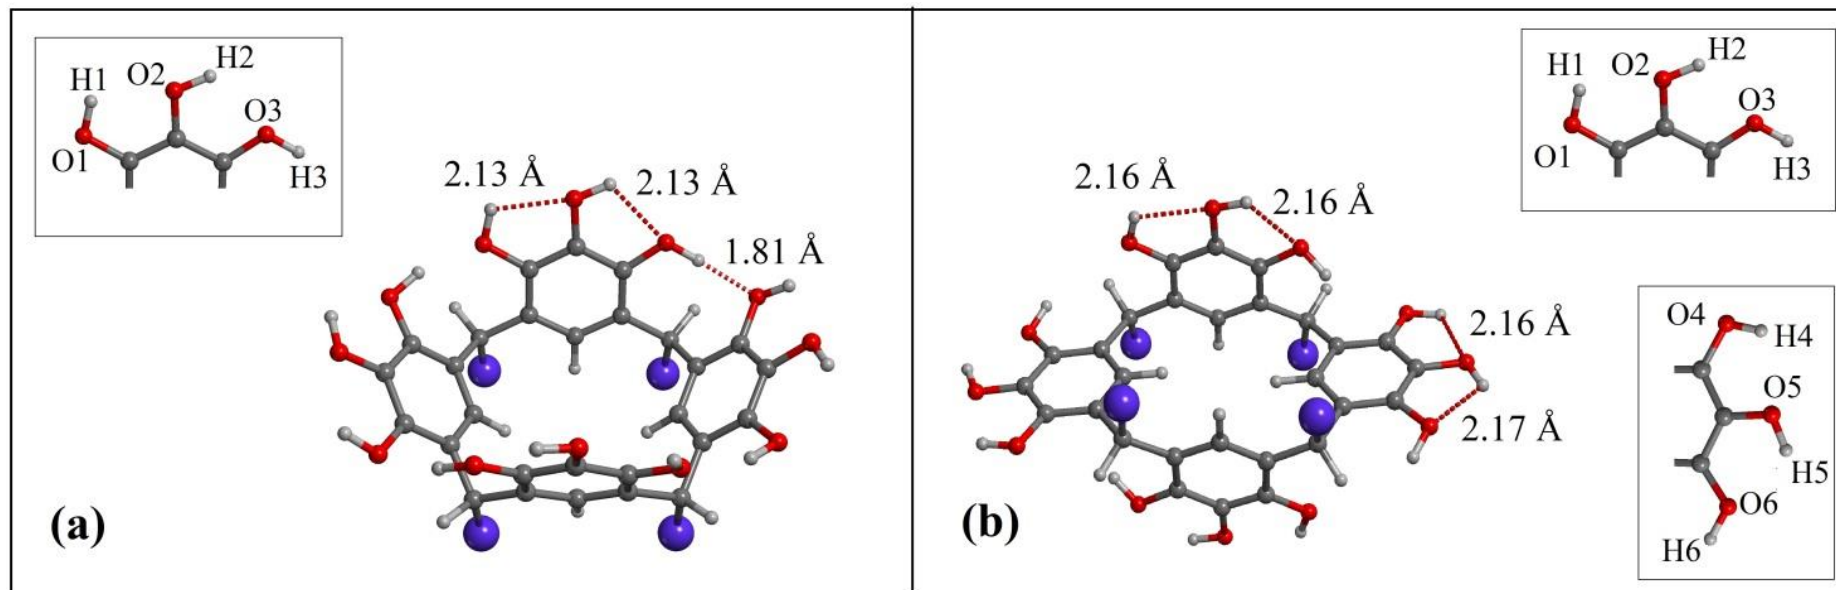 H1
O2
H2
O3
O1
H3
2.13 Å
2.13 Å
1.81 Å
(a)
H1
O2
H2
O3
O1
H3
2.16 Å
2.16 Å
2.16 Å
2.17 Å
O4
H4
O5
H5
O6
H6
(b)